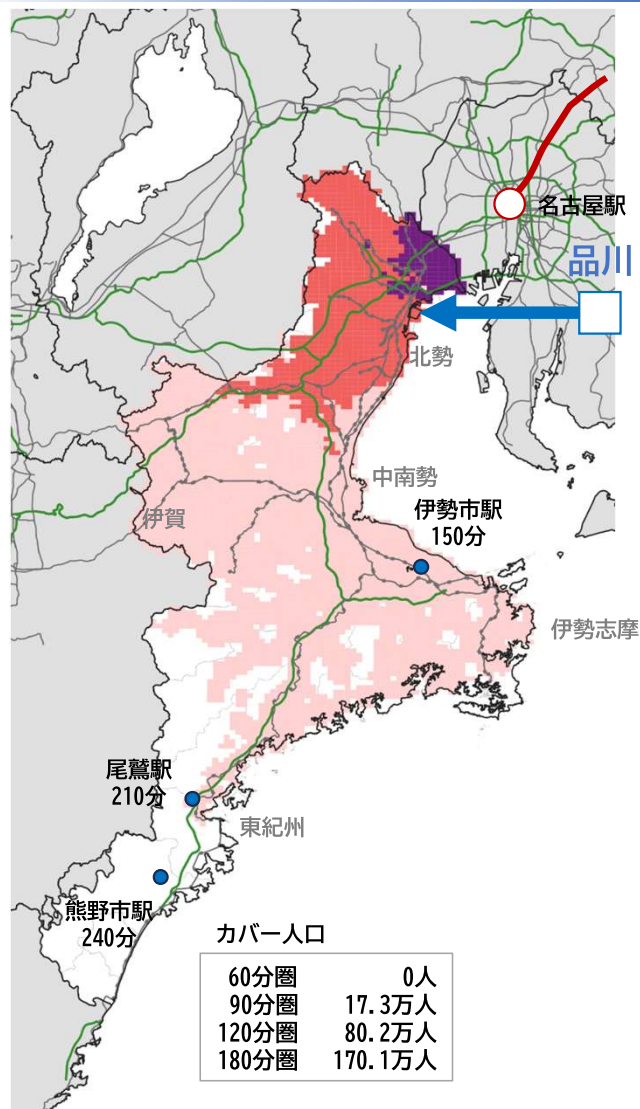 名古屋駅
品川
北勢
中南勢
伊勢市駅
150分
伊賀
伊勢志摩
尾鷲駅
210分
東紀州
熊野市駅
240分
カバー人口
60分圏 0人
90分圏 17.3万人
120分圏 80.2万人
180分圏 170.1万人